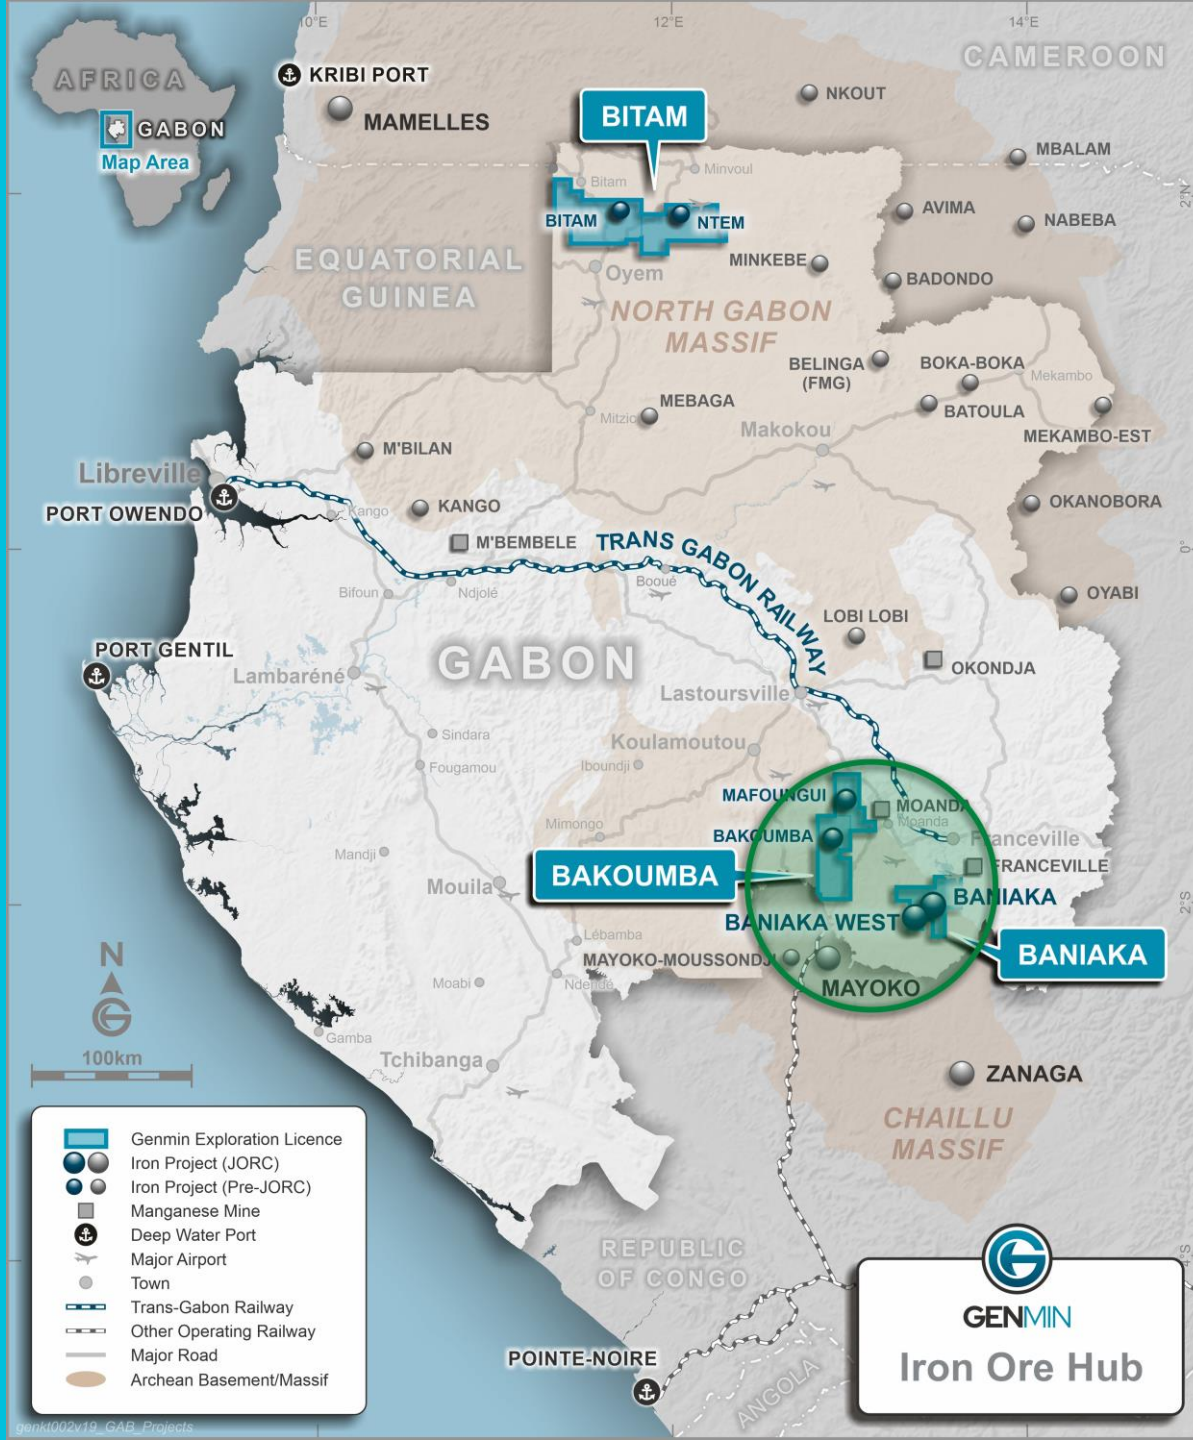 10°E
12°E
14°E
AFRICA
GABON
Map Area
KRIBI PORT
MAMELLES
CAMEROON
NKOUT
BITAM
MBALAM
Minvoul
Bitam
2°N
BITAM
NTEM
AVIMA
NABEBA
EQUATORIAL
GUINEA
Oyem
MINKEBE
BADONDO
NORTH GABON
MASSIF
BELINGA
(FMG)
BOKA-BOKA
Mekambo
Mitzic
MEBAGA
BATOULA
MEKAMBO-EST
Makokou
M'BILAN
Libreville
PORT OWENDO
Kango
KANGO
OKANOBORA
M'BEMBELE
TRANS GABON RAILWAY
0°
Bifoun
Ndjolé
Booué
OYABI
LOBI LOBI
PORT GENTIL
GABON
Lambaréné
OKONDJA
Lastoursville
Sindara
Koulamoutou
Fougamou
Iboundji
MAFOUNGUI
MOANDA
Moanda
Mimongo
BAKOUMBA
Franceville
Mandji
FRANCEVILLE
BAKOUMBA
Mouila
BANIAKA
2°S
BANIAKA WEST
Lébamba
BANIAKA
MAYOKO-MOUSSONDJI
N
Moabi
Ndendé
MAYOKO
Gamba
100km
Tchibanga
ZANAGA
CHAILLU
MASSIF
Genmin Exploration Licence
Iron Project (JORC)
Iron Project (Pre-JORC)
Manganese Mine
Deep Water Port
Major Airport
Town
Trans-Gabon Railway
Other Operating Railway
Major Road
Archean Basement/Massif
REPUBLIC
OF CONGO
4°S
POINTE-NOIRE
ANGOLA
GENMIN
Iron Ore Hub
genkt002v19_GAB_Projects